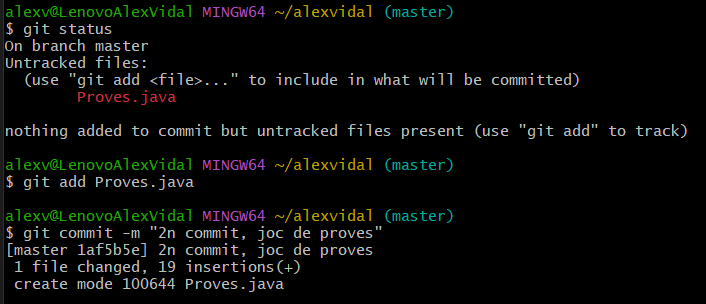 alexv@LenovoAlexVidal MINGW64 ~/alexvidal (master)
$ git status
On branch master
Untracked files:
  (use "git add <file>..." to include in what will be committed)
        Proves.java

nothing added to commit but untracked files present (use "git add" to track)

alexv@LenovoAlexVidal MINGW64 ~/alexvidal (master)
$ git add Proves.java

alexv@LenovoAlexVidal MINGW64 ~/alexvidal (master)
$ git commit -m "2n commit, joc de proves"
[master 1af5b5e] 2n commit, joc de proves
 1 file changed, 19 insertions(+)
 create mode 100644 Proves.java